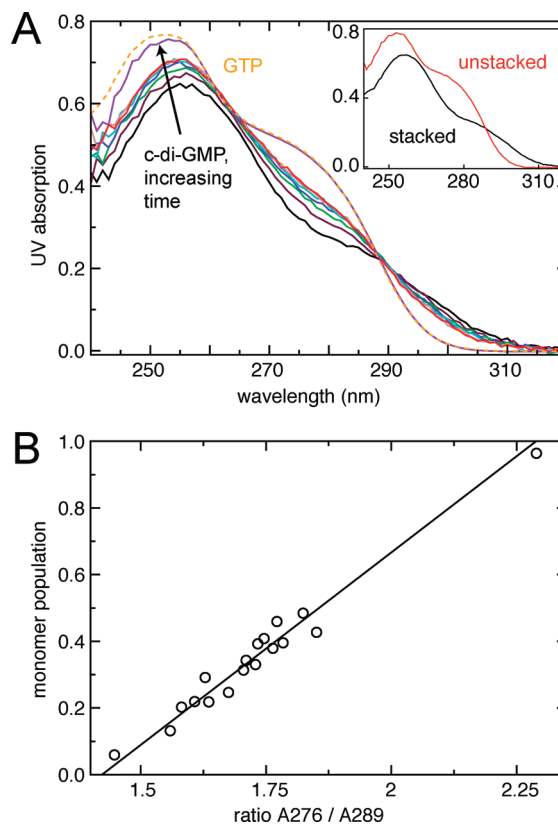 A
UV absorption
0.8
0.6
0.4
0.2
0.0
GTP
c-di-GMP,
increasing
time
250
270
290
310
wavelength (nm)
0.8
0.4
0.0
unstacked
stacked
240
280
310
B
monomer population
1.0
0.8
0.6
0.4
0.2
0.0
1.5
1.75
2
2.25
ratio A276 / A289